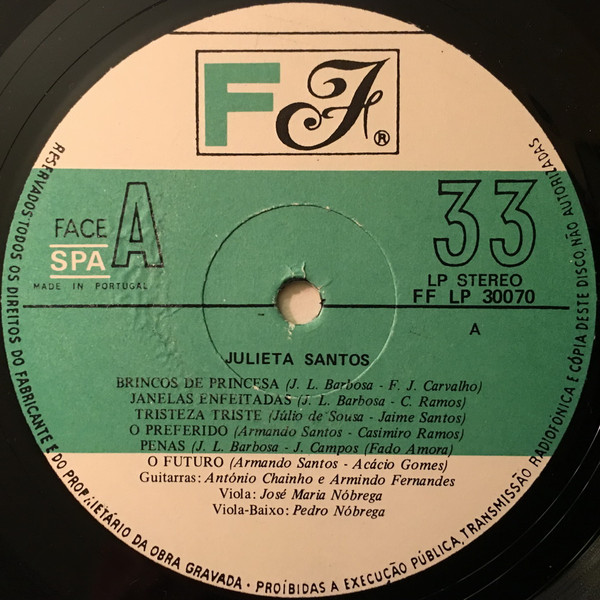 F F ®
FACE A
SPA
MADE IN PORTUGAL
33
LP STEREO
FF LP 30070
A
JULIETA SANTOS
BRINCOS DE PRINCESA (J. L. Barbosa - F. J. Carvalho)
JANELAS ENFEITADAS (J. L. Barbosa - C. Ramos)
TRISTEZA TRISTE (Júlio de Sousa - Jaime Santos)
O PREFERIDO (Armando Santos - Casimiro Ramos)
PENAS (J. L. Barbosa - J. Campos (Fado Amora)
O FUTURO (Armando Santos - Acácio Gomes)
Guitarras: António Chainho e Armindo Fernandes
Viola: José Maria Nóbrega
Viola-Baixo: Pedro Nóbrega
RESERVADOS TODOS OS DIREITOS DO FABRICANTE E DO PROPRIETÁRIO DA OBRA GRAVADA · PROÍBIDAS A EXECUÇÃO PÚBLICA, TRANSMISSÃO RADIOFÓNICA E CÓPIA DESTE DISCO, NÃO AUTORIZADAS